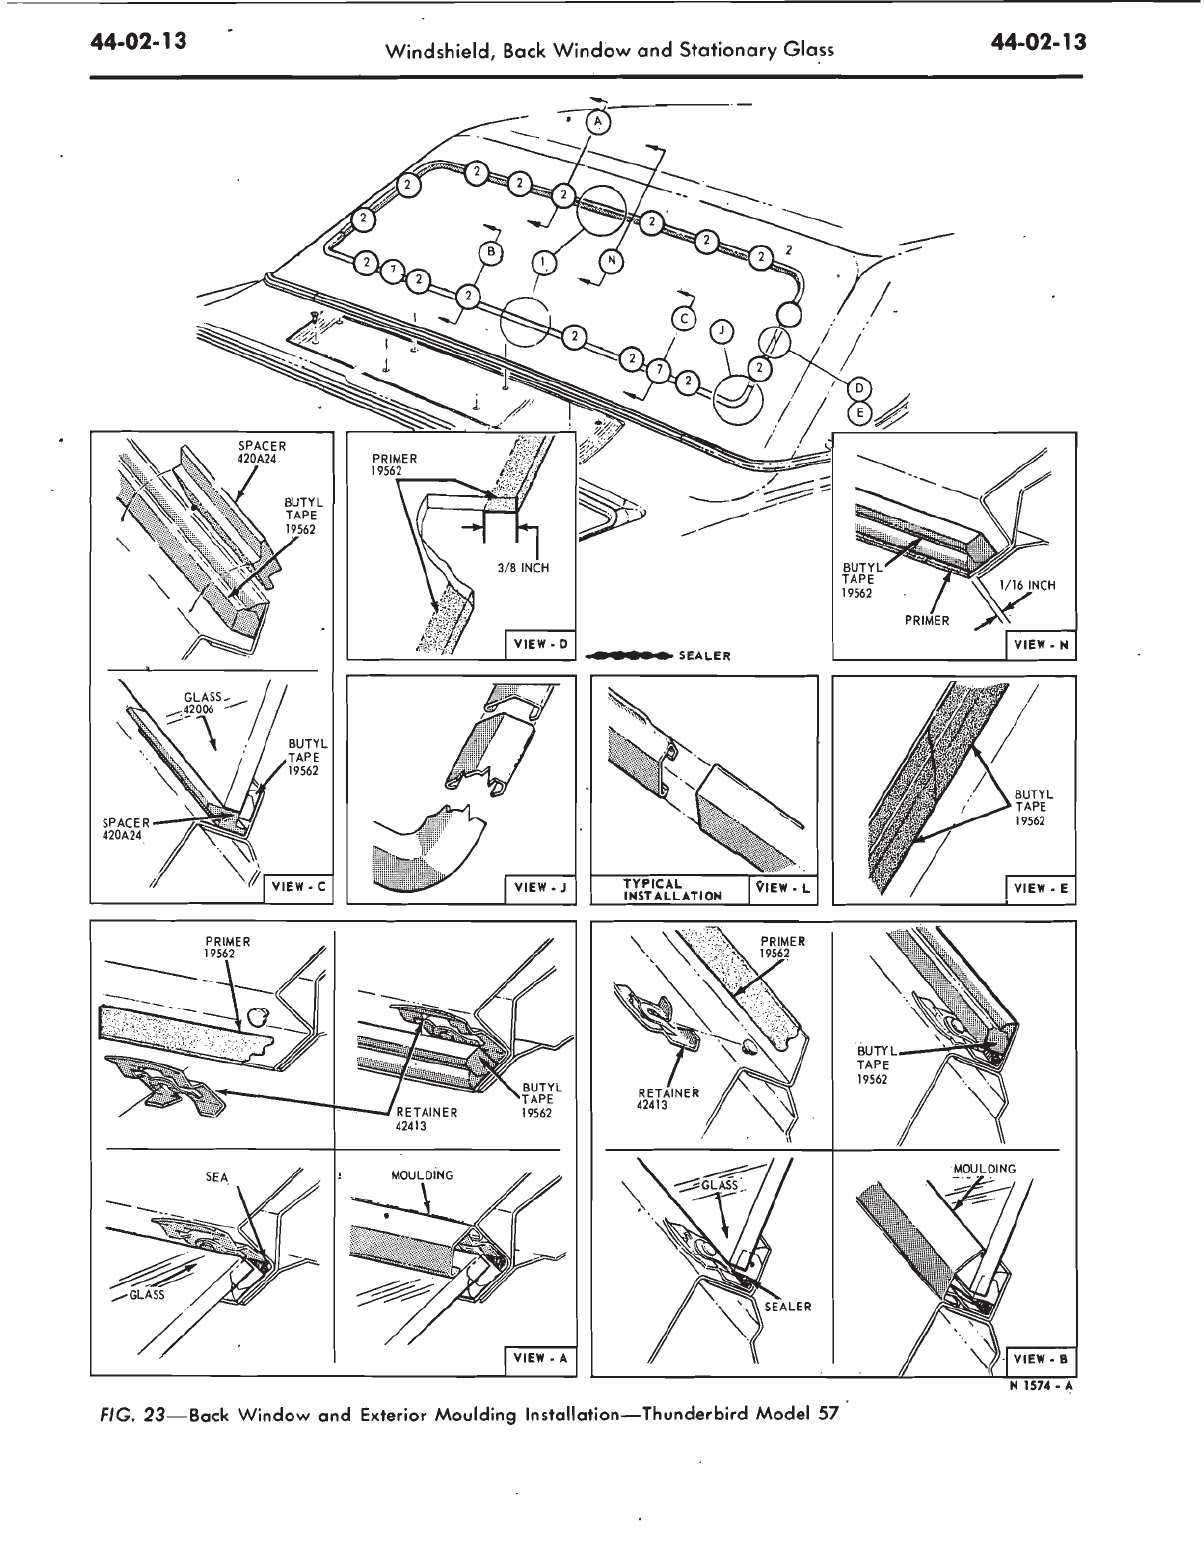 44-02-13
Windshield, Back Window and Stationary Glass
44-02-13
A
2
2
2
2
2
2
2
2
2
B
1
N
2
7
2
2
C
J
2
2
7
2
2
D
E
SPACER
420A24
BUTYL
TAPE
19562
GLASS
42006
BUTYL
TAPE
19562
SPACER
420A24
VIEW - C
PRIMER
19562
3/8 INCH
VIEW - D
SEALER
BUTYL
TAPE
19562
PRIMER
1/16 INCH
VIEW - N
VIEW - J
TYPICAL
INSTALLATION
VIEW - L
BUTYL
TAPE
19562
VIEW - E
PRIMER
19562
RETAINER
42413
BUTYL
TAPE
19562
SEA
GLASS
MOULDING
VIEW - A
PRIMER
19562
RETAINER
42413
BUTYL
TAPE
19562
GLASS
SEALER
MOULDING
VIEW - B
N 1574 - A
FIG. 23—Back Window and Exterior Moulding Installation—Thunderbird Model 57